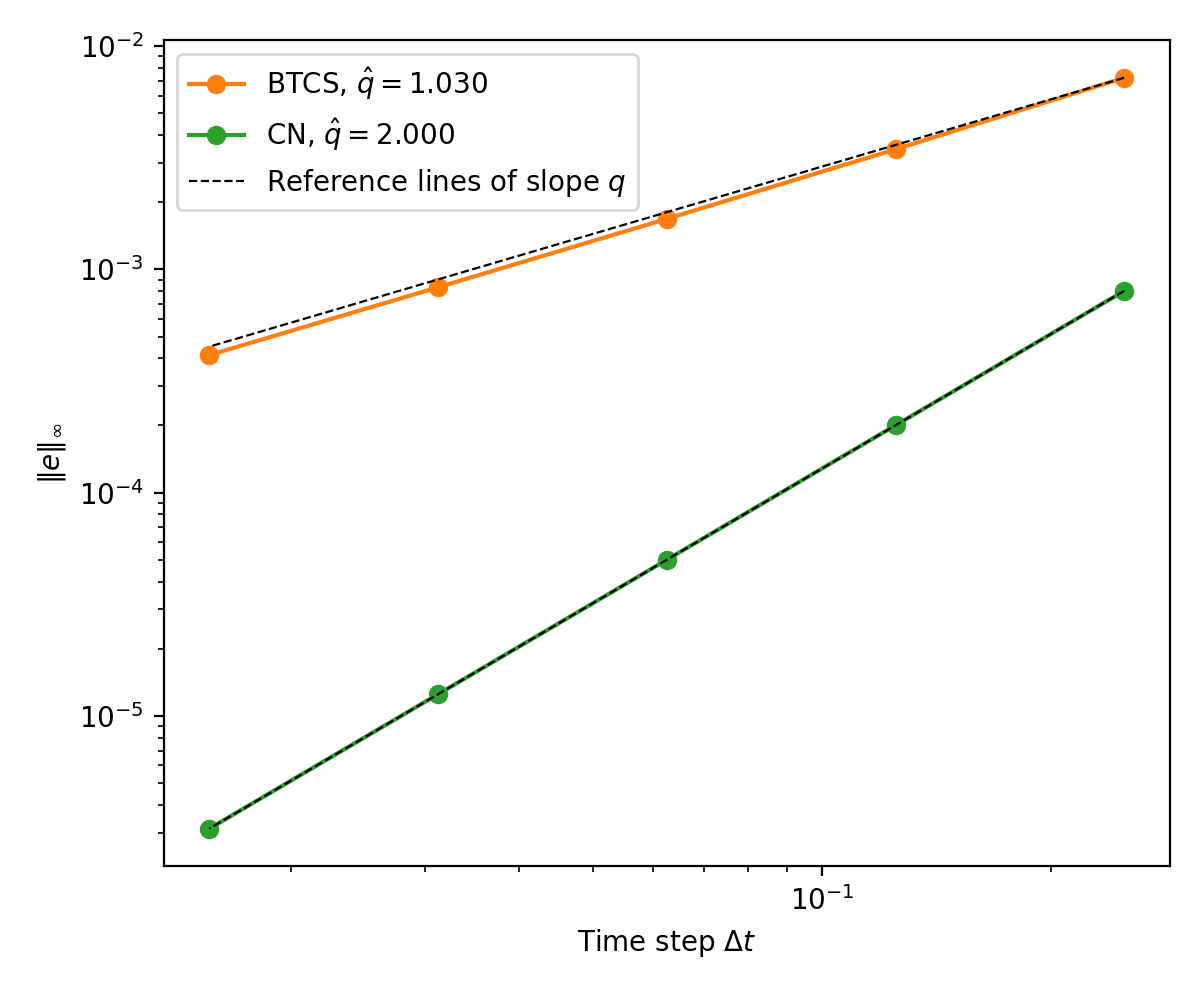 10⁻²
BTCS, q̂ = 1.030
CN, q̂ = 2.000
Reference lines of slope q
10⁻³
‖e‖∞
10⁻⁴
10⁻⁵
10⁻¹
Time step Δt